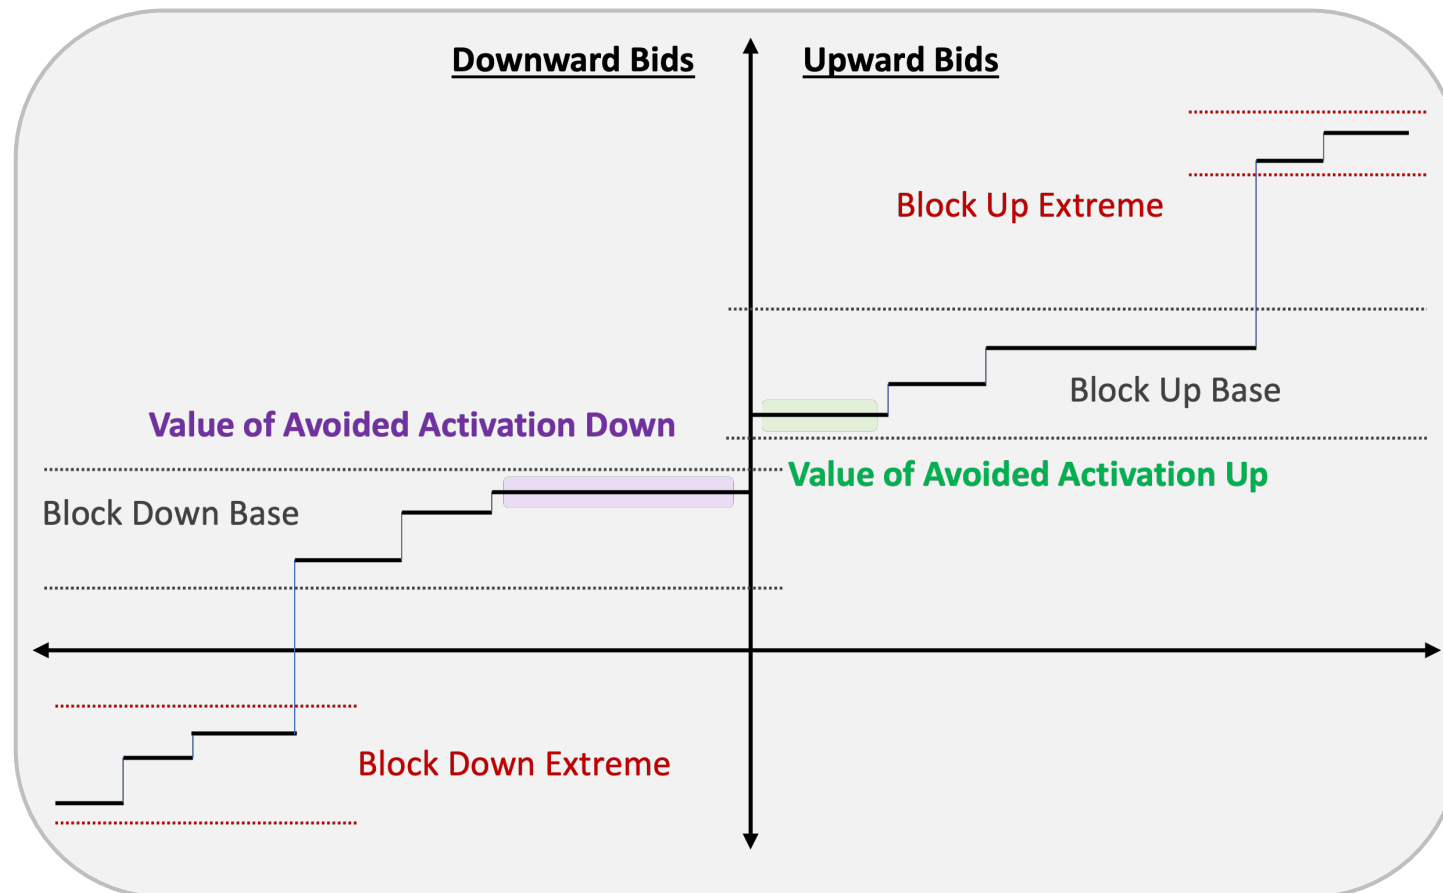 Downward Bids
Upward Bids
Block Up Extreme
Block Up Base
Value of Avoided Activation Down
Value of Avoided Activation Up
Block Down Base
Block Down Extreme